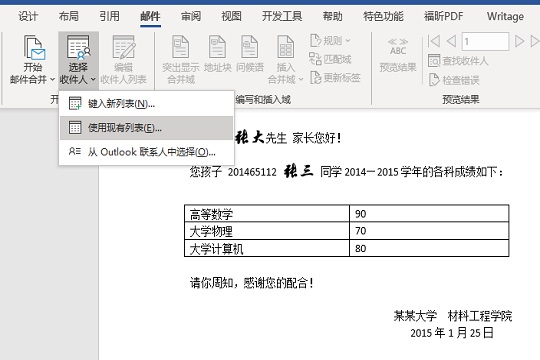 设计 布局 引用 邮件 审阅 视图 开发工具 帮助 特色功能 福昕PDF Writage
开始
邮件合并
选择
收件人
编辑
收件人列表
突出显示
合并域
地址块
问候语
插入
合并域
规则
匹配域
更新标签
ABC
预览结果
1
查找收件人
检查错误
开
编写和插入域
预览结果
键入新列表(N)...
使用现有列表(E)...
从 Outlook 联系人中选择(O)...
张大先生 家长您好！
您孩子 201465112 张三 同学 2014—2015 学年的各科成绩如下：
高等数学 90
大学物理 70
大学计算机 80
请你周知，感谢您的配合！
某某大学 材料工程学院
2015 年 1 月 25 日